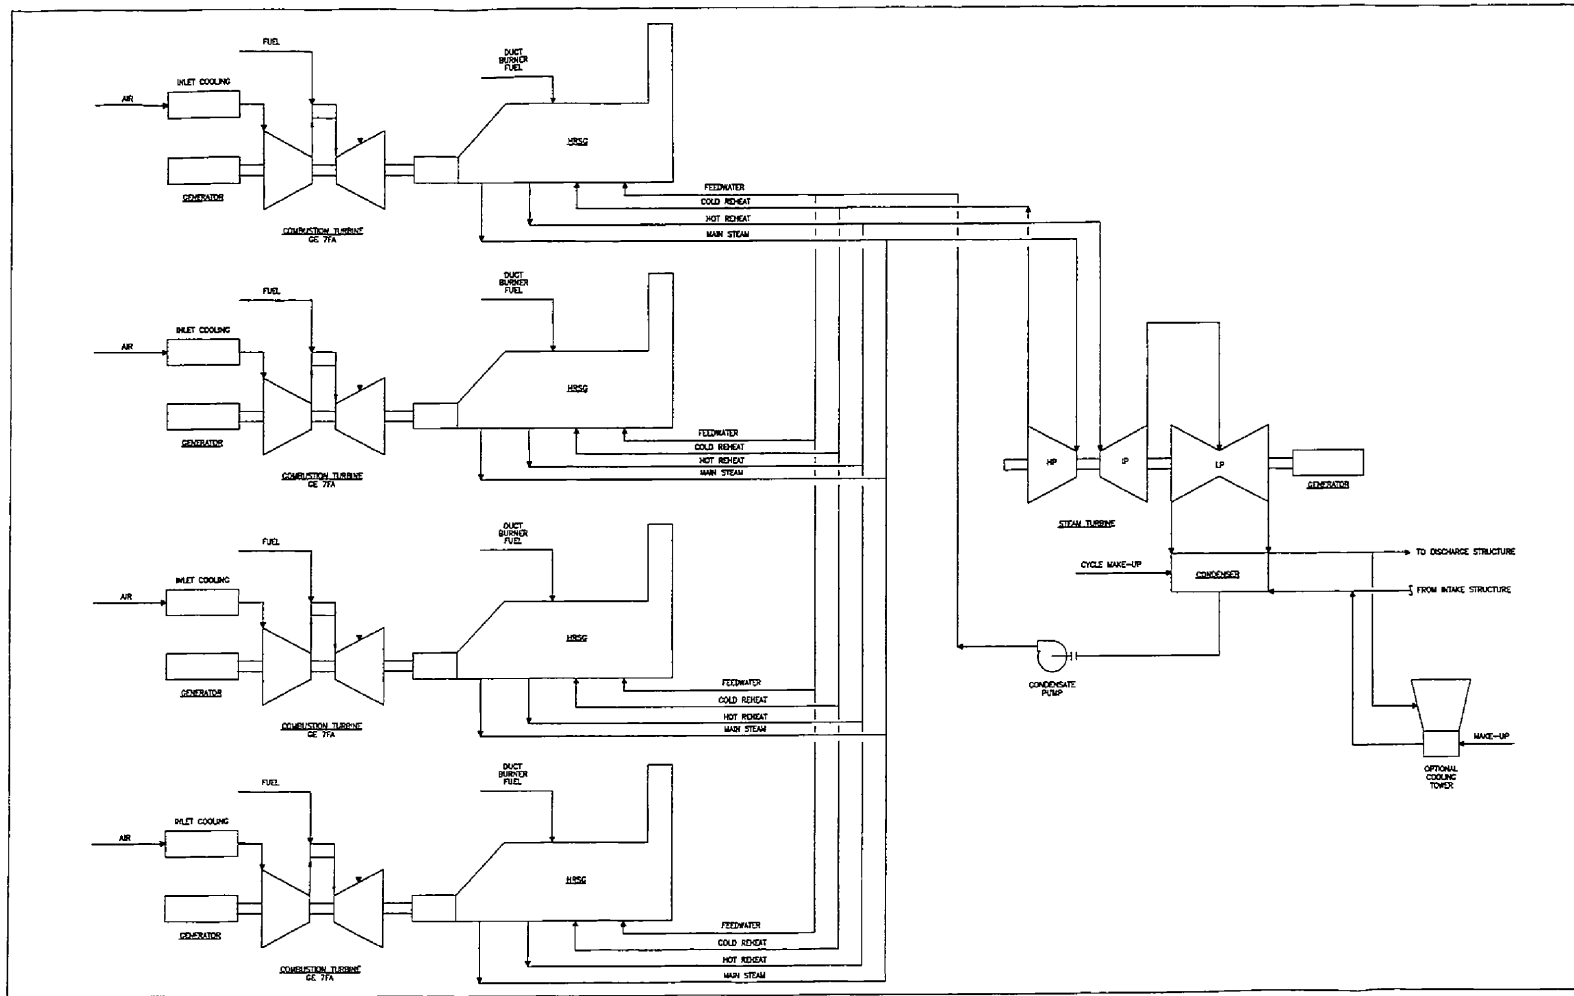 FUEL
DUCT
BURNER
FUEL
INLET COOLING
AIR
HRSG
GENERATOR
COMBUSTION TURBINE
GE 7FA
FEEDWATER
COLD REHEAT
HOT REHEAT
MAIN STEAM
FUEL
DUCT
BURNER
FUEL
INLET COOLING
AIR
HRSG
GENERATOR
COMBUSTION TURBINE
GE 7FA
FEEDWATER
COLD REHEAT
HOT REHEAT
MAIN STEAM
HP
IP
LP
GENERATOR
STEAM TURBINE
TO DISCHARGE STRUCTURE
CYCLE MAKE-UP
CONDENSER
FROM INTAKE STRUCTURE
FUEL
DUCT
BURNER
FUEL
INLET COOLING
AIR
HRSG
GENERATOR
COMBUSTION TURBINE
GE 7FA
FEEDWATER
COLD REHEAT
HOT REHEAT
MAIN STEAM
CONDENSATE
PUMP
MAKE-UP
OPTIONAL
COOLING
TOWER
FUEL
DUCT
BURNER
FUEL
INLET COOLING
AIR
HRSG
GENERATOR
COMBUSTION TURBINE
GE 7FA
FEEDWATER
COLD REHEAT
HOT REHEAT
MAIN STEAM